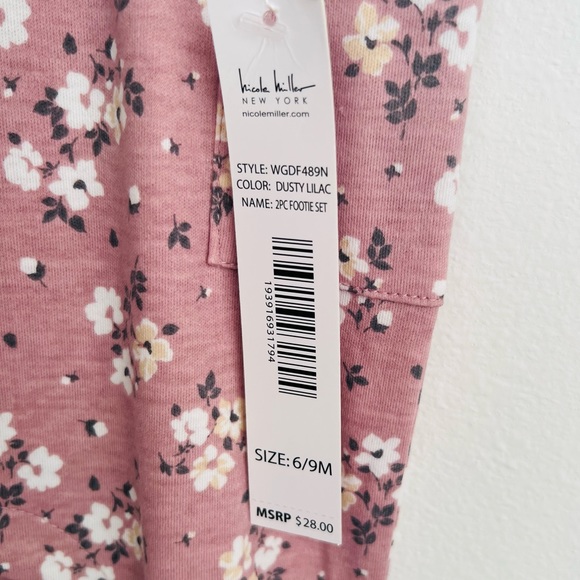 nicole miller
NEW YORK
nicolemiller.com
STYLE: WGDF489N
COLOR: DUSTY LILAC
NAME: 2PC FOOTIE SET
193916931794
SIZE: 6/9M
MSRP $28.00